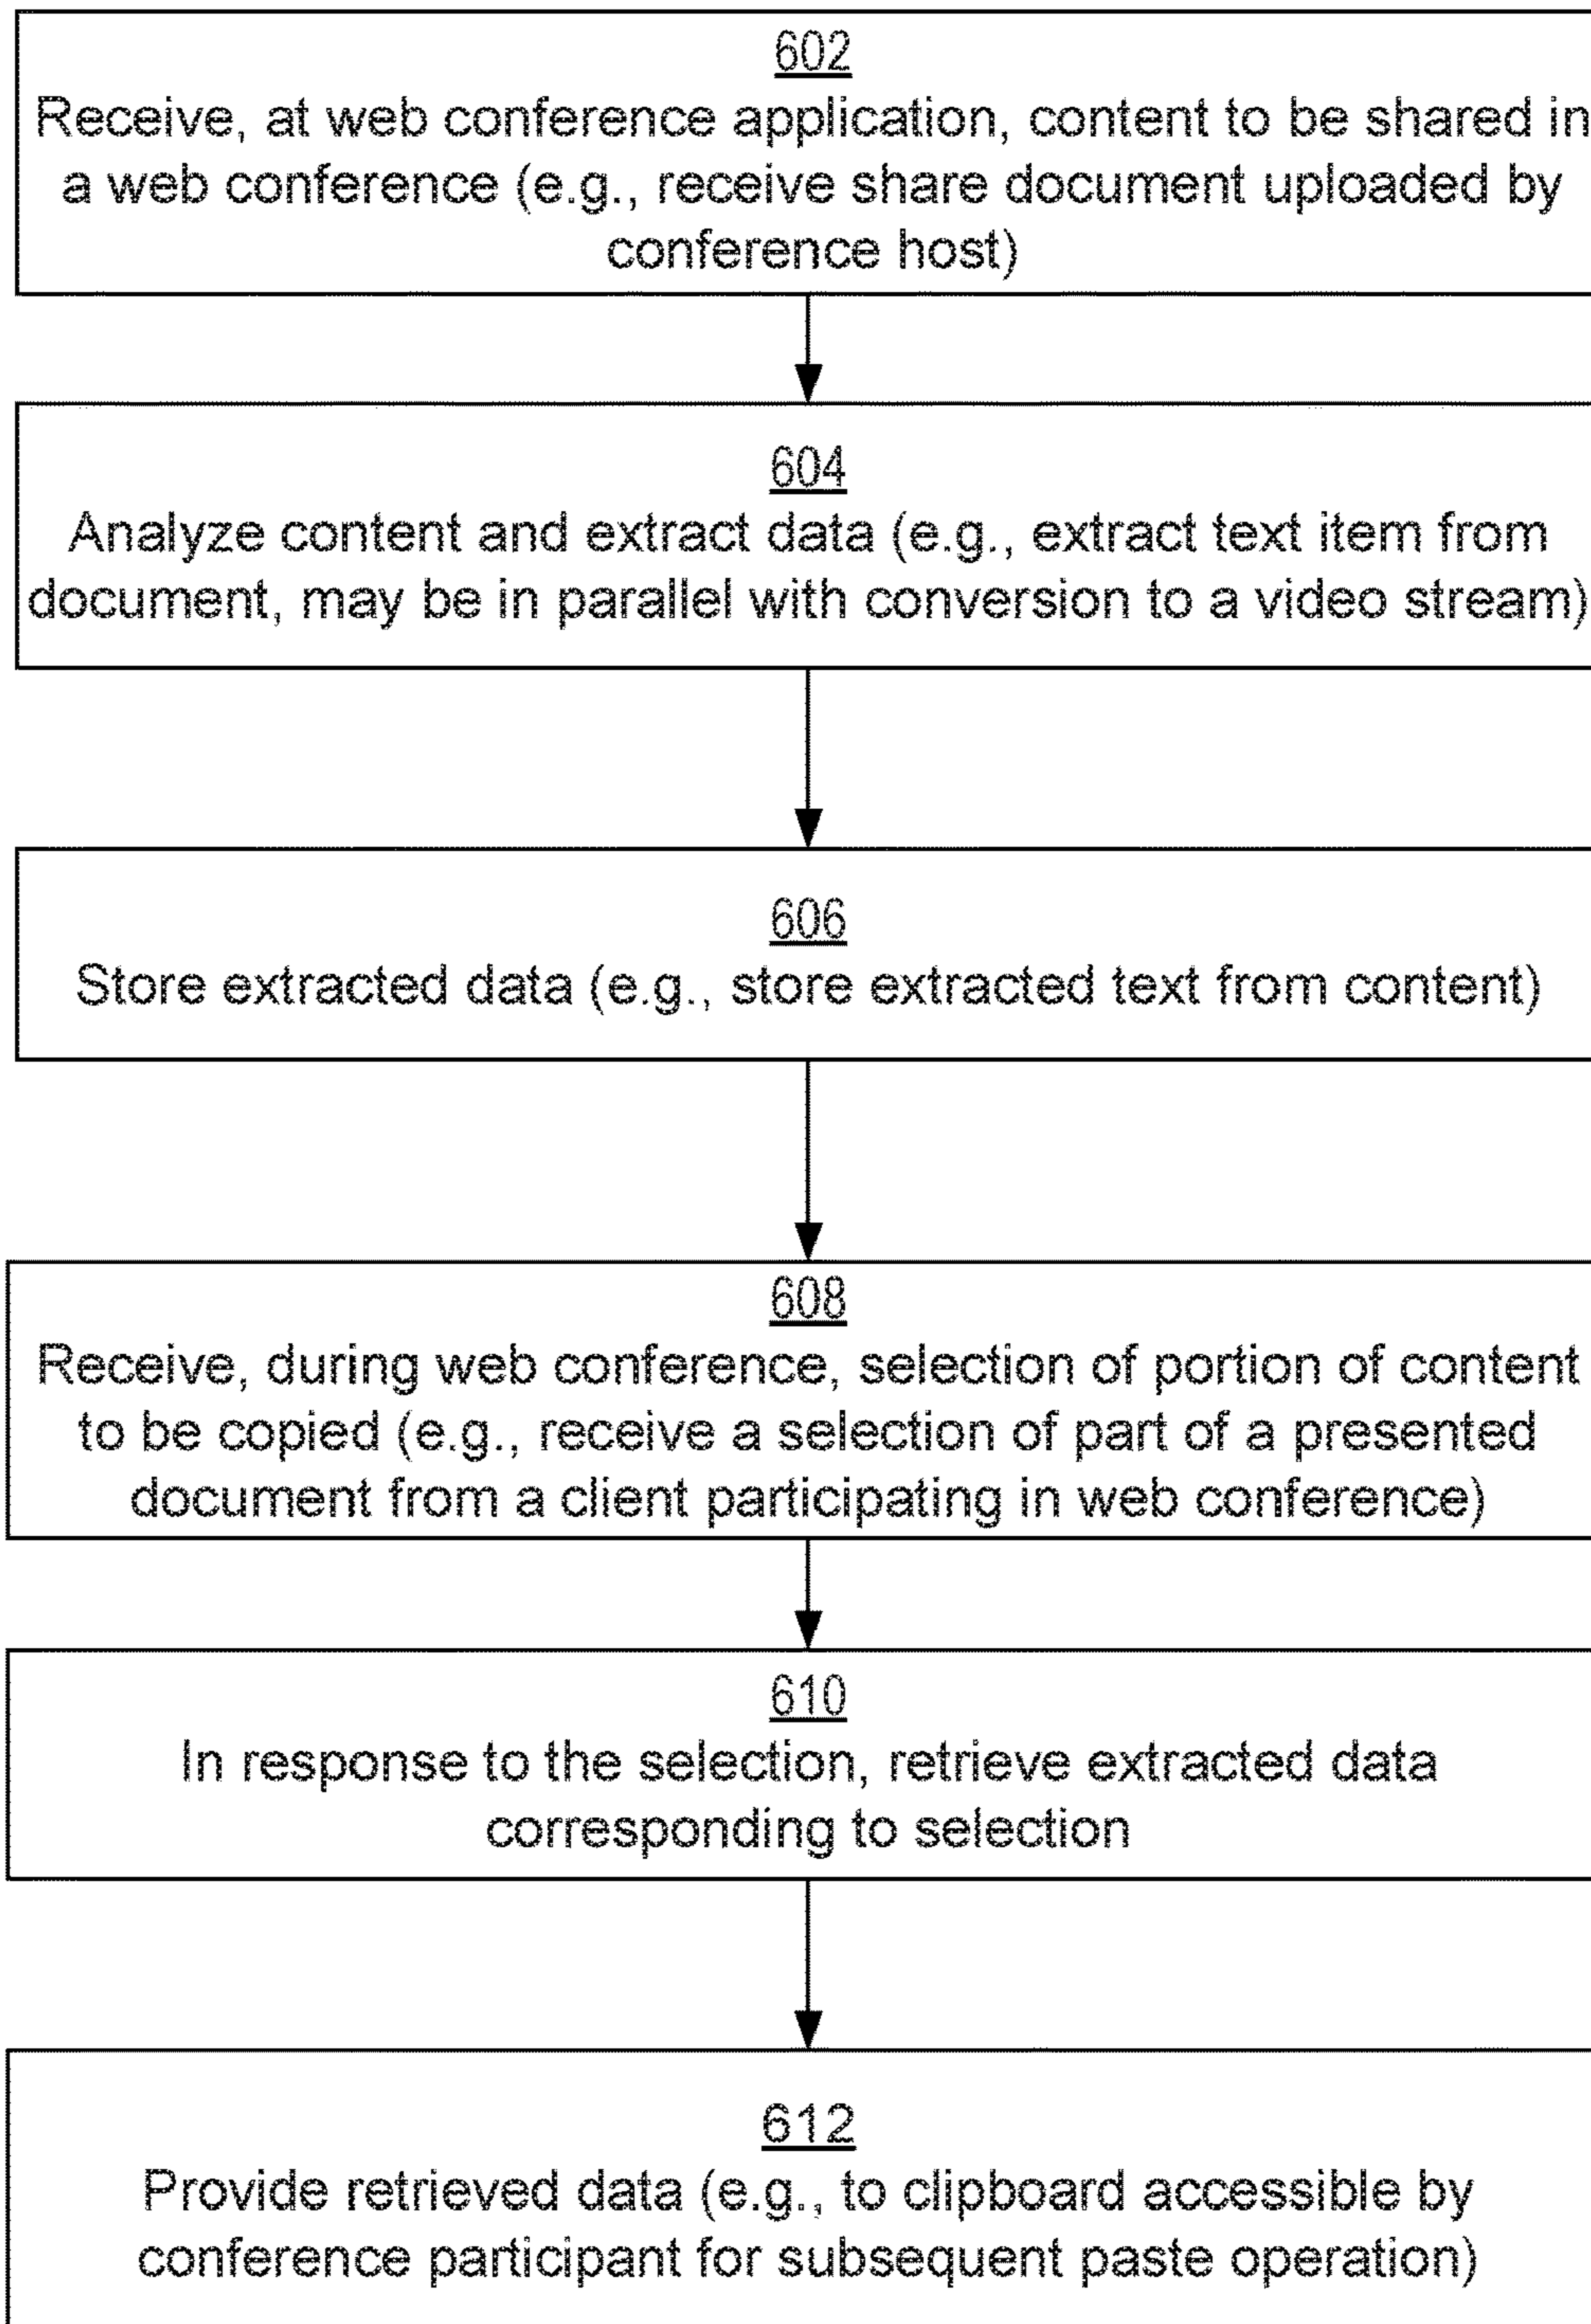 602
Receive, at web conference application, content to be shared in
a web conference (e.g., receive share document uploaded by
conference host)
604
Analyze content and extract data (e.g., extract text item from
document, may be in parallel with conversion to a video stream)
606
Store extracted data (e.g., store extracted text from content)
608
Receive, during web conference, selection of portion of content
to be copied (e.g., receive a selection of part of a presented
document from a client participating in web conference)
610
In response to the selection, retrieve extracted data
corresponding to selection
612
Provide retrieved data (e.g., to clipboard accessible by
conference participant for subsequent paste operation)